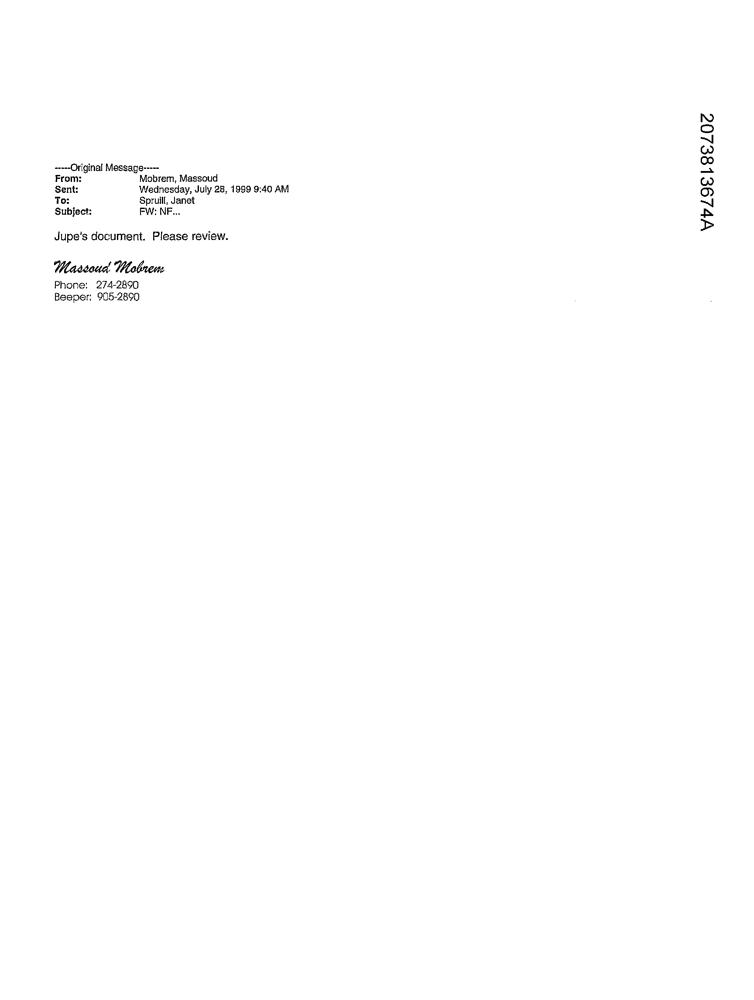 -----Original Message-----
From: Mobrem, Massoud
Sent: Wednesday, July 28, 1999 9:40 AM
To: Spruill, Janet
Subject: FW: NF...
Jupe's document. Please review.
Massoud Mobrem
Phone: 274-2890
Beeper: 905-2890
2073813674A